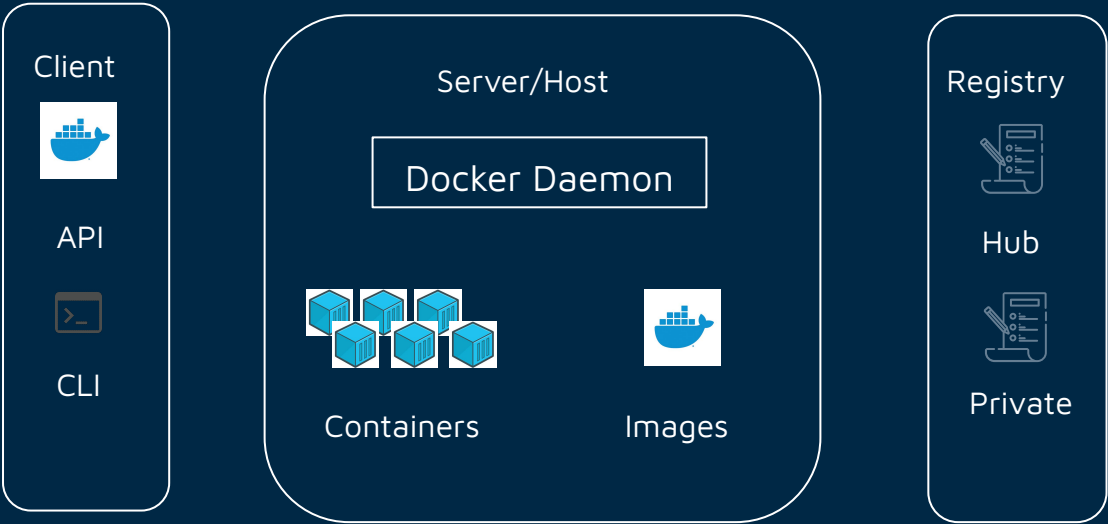 Client
API
CLI
Server/Host
Docker Daemon
Containers
Images
Registry
Hub
Private